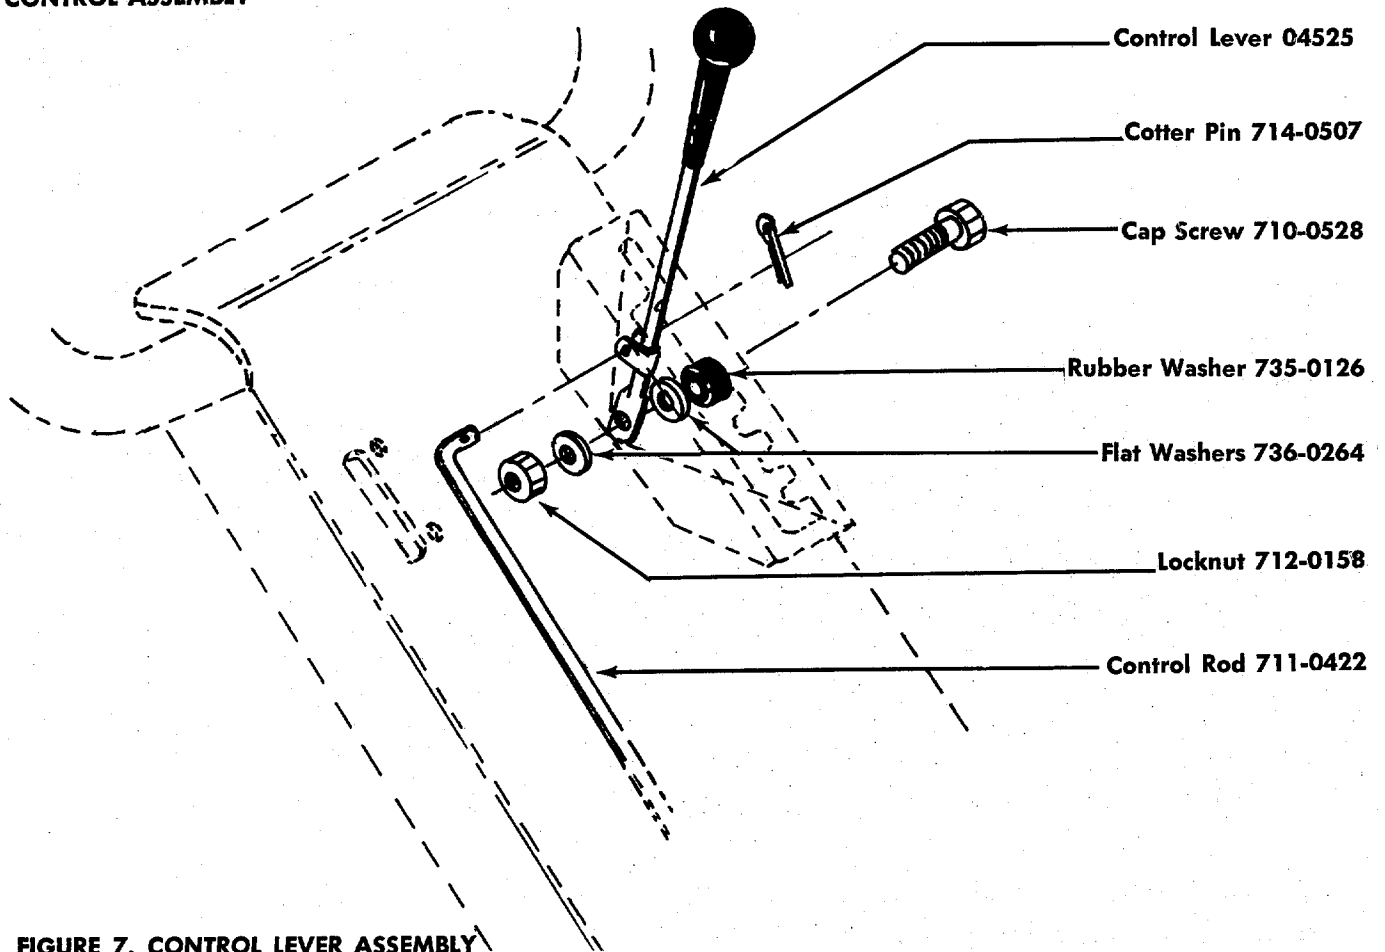 CONTROL ASSEMBLY
Control Lever 04525
Cotter Pin 714-0507
Cap Screw 710-0528
Rubber Washer 735-0126
Flat Washers 736-0264
Locknut 712-0158
Control Rod 711-0422
FIGURE 7. CONTROL LEVER ASSEMBLY